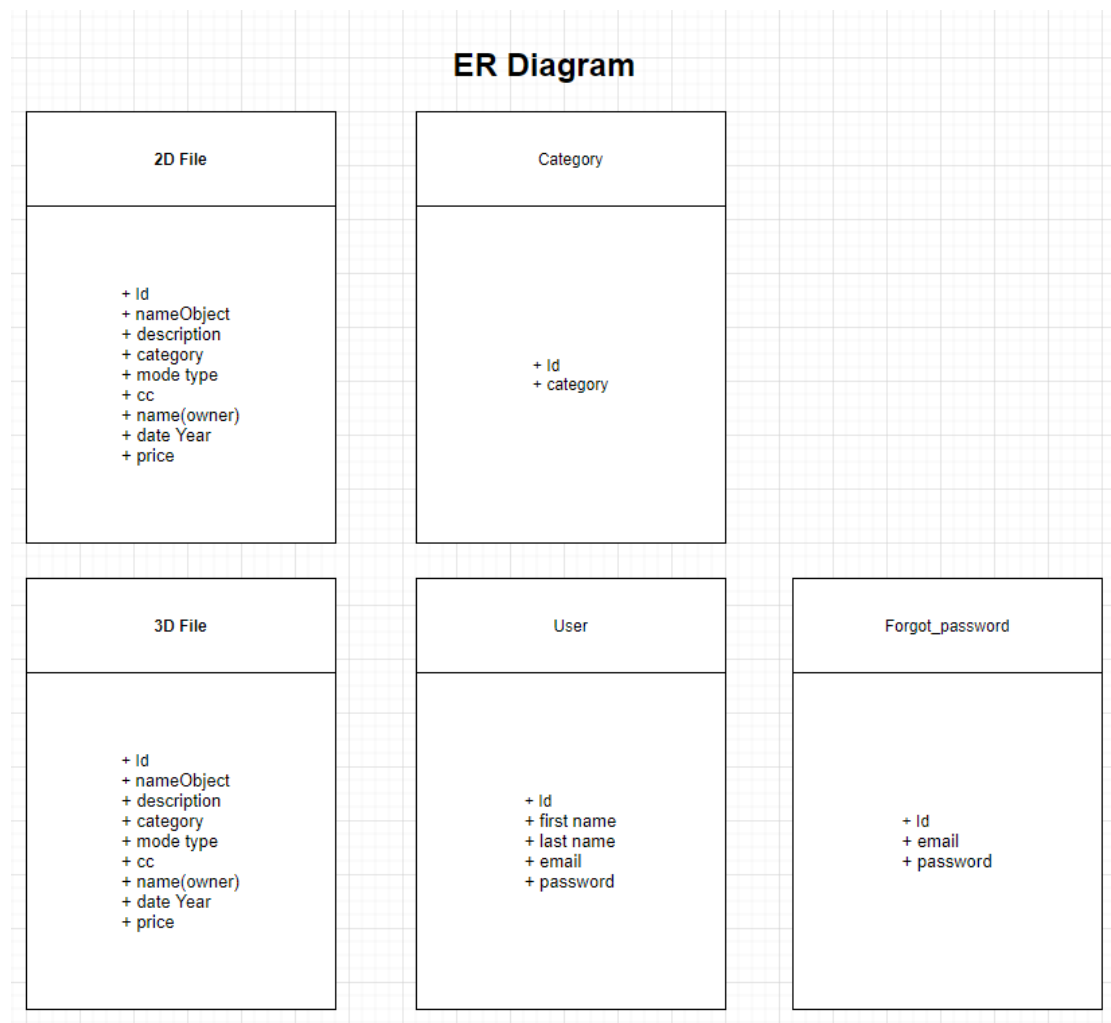 ER Diagram
2D File
+ Id
+ nameObject
+ description
+ category
+ mode type
+ cc
+ name(owner)
+ date Year
+ price
Category
+ Id
+ category
3D File
+ Id
+ nameObject
+ description
+ category
+ mode type
+ cc
+ name(owner)
+ date Year
+ price
User
+ Id
+ first name
+ last name
+ email
+ password
Forgot_password
+ Id
+ email
+ password